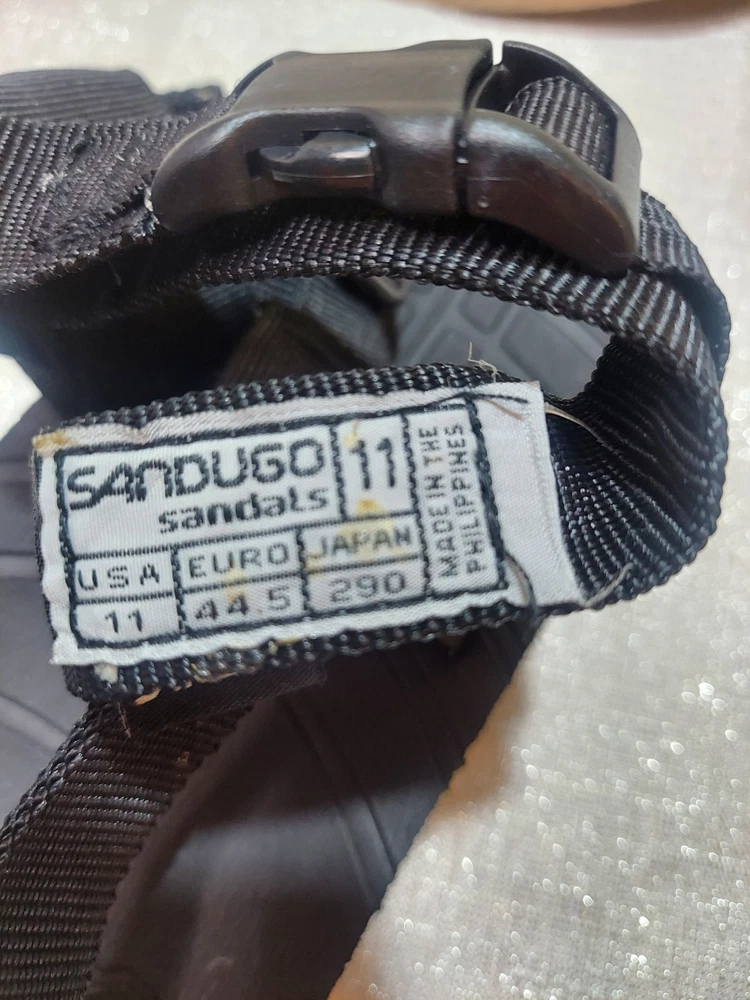 SANDUGO
sandals
11
USA EURO JAPAN
11 44.5 290
MADE IN THE
PHILIPPINES